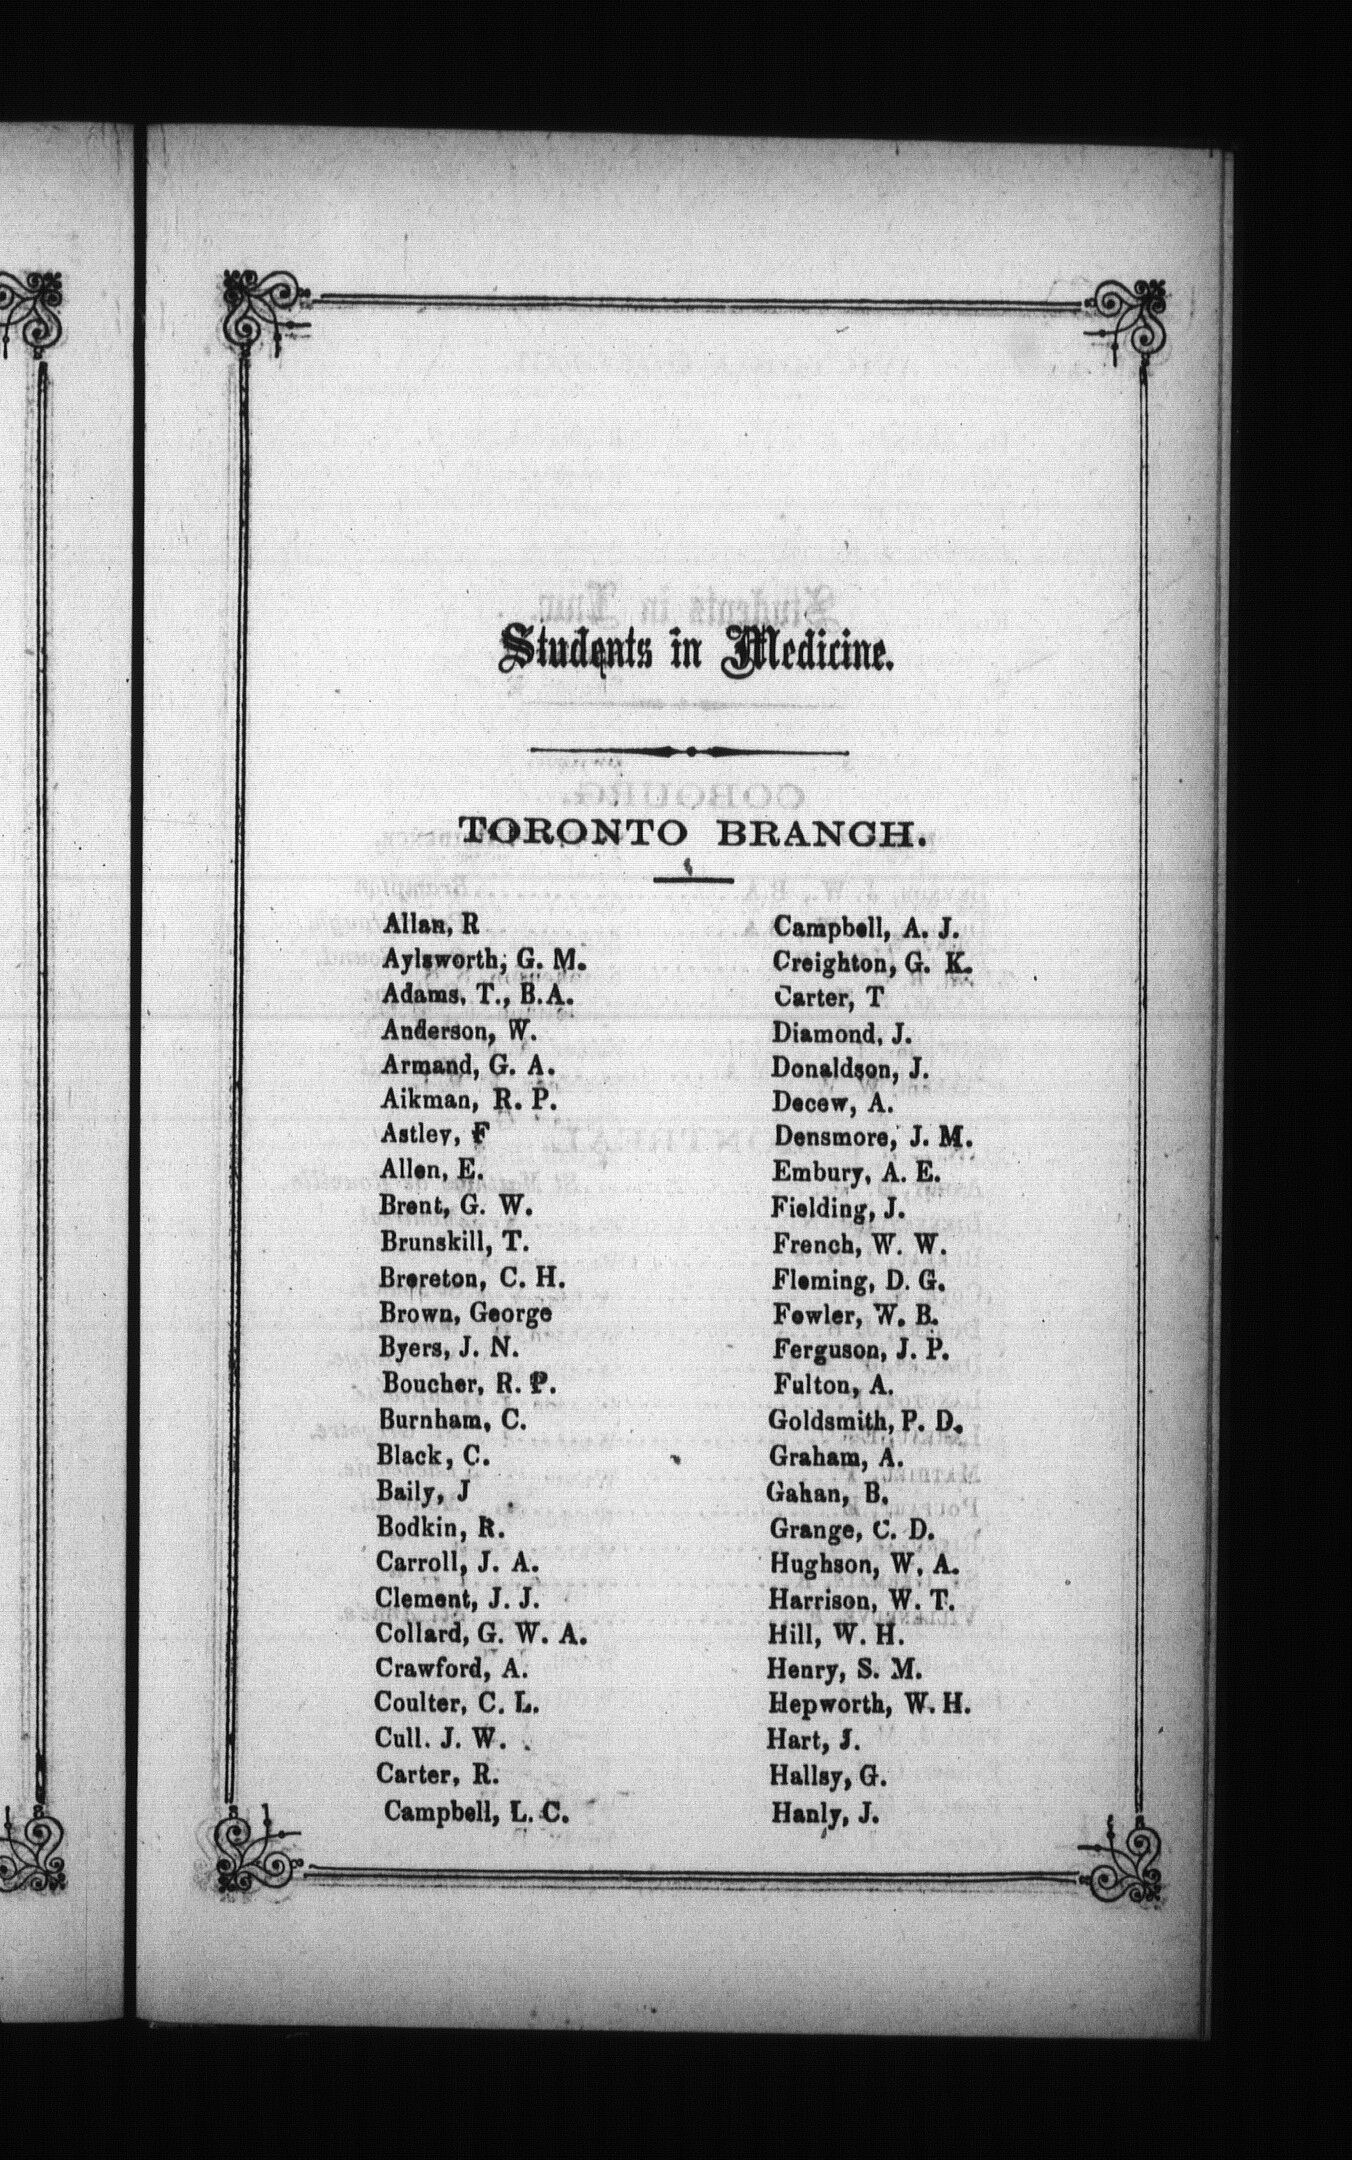 Students in Medicine.
TORONTO BRANCH.
Allan, R
Aylsworth, G. M.
Adams, T., B.A.
Anderson, W.
Armand, G. A.
Aikman, R. P.
Astley, F
Allen, E.
Brent, G. W.
Brunskill, T.
Brereton, C. H.
Brown, George
Byers, J. N.
Boucher, R. P.
Burnham, C.
Black, C.
Baily, J
Bodkin, R.
Carroll, J. A.
Clement, J. J.
Collard, G. W. A.
Crawford, A.
Coulter, C. L.
Cull. J. W.
Carter, R.
Campbell, L. C.
Campbell, A. J.
Creighton, G. K.
Carter, T
Diamond, J.
Donaldson, J.
Decew, A.
Densmore, J. M.
Embury, A. E.
Fielding, J.
French, W. W.
Fleming, D. G.
Fowler, W. B.
Ferguson, J. P.
Fulton, A.
Goldsmith, P. D.
Graham, A.
Gahan, B.
Grange, C. D.
Hughson, W, A.
Harrison, W. T.
Hill, W. H.
Henry, S. M.
Hepworth, W. H.
Hart, J.
Hallsy, G.
Hanly, J.